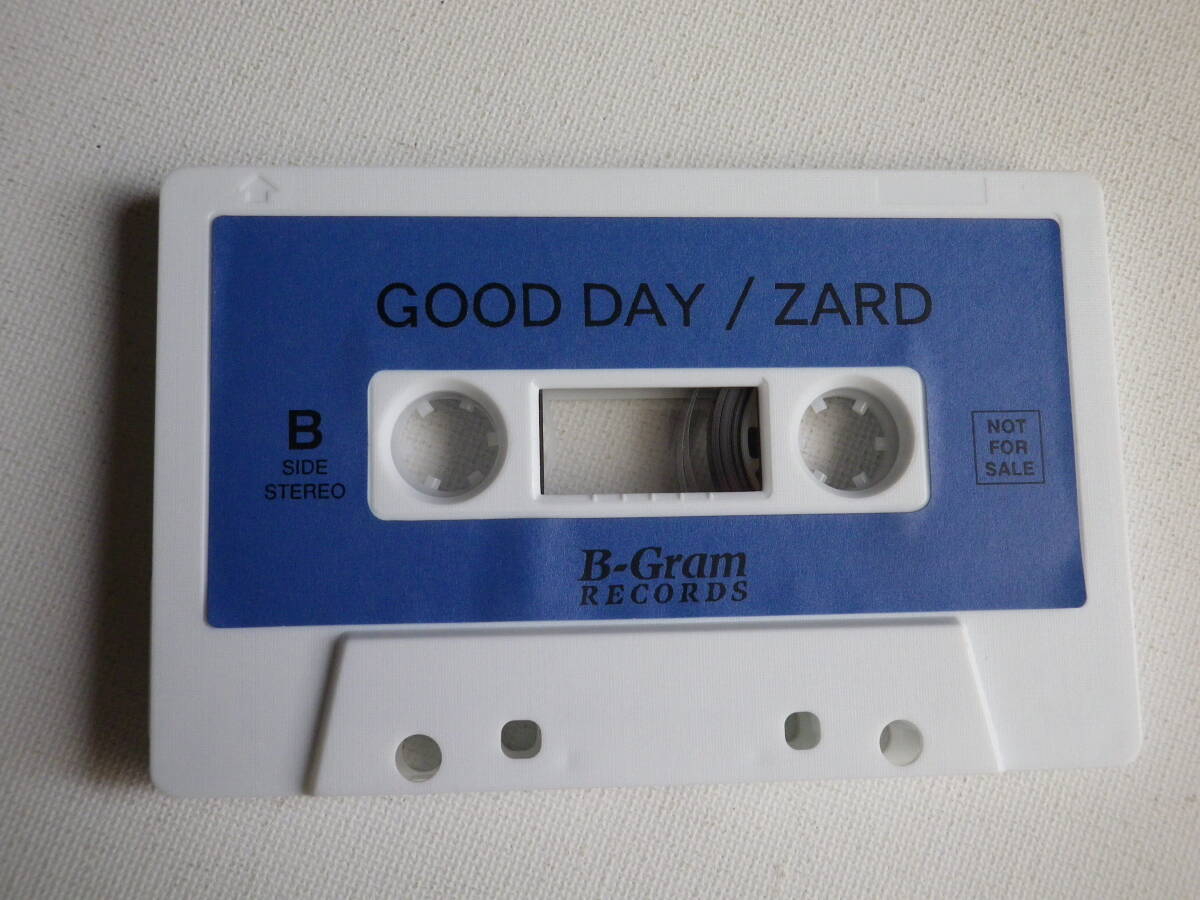 GOOD DAY / ZARD
B
SIDE
STEREO
NOT
FOR
SALE
B-Gram
RECORDS